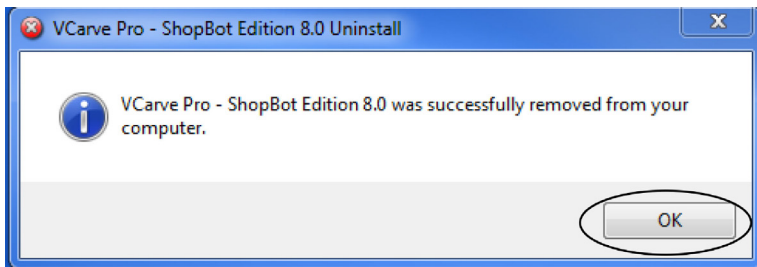 VCarve Pro - ShopBot Edition 8.0 Uninstall
X
VCarve Pro - ShopBot Edition 8.0 was successfully removed from your
computer.
OK